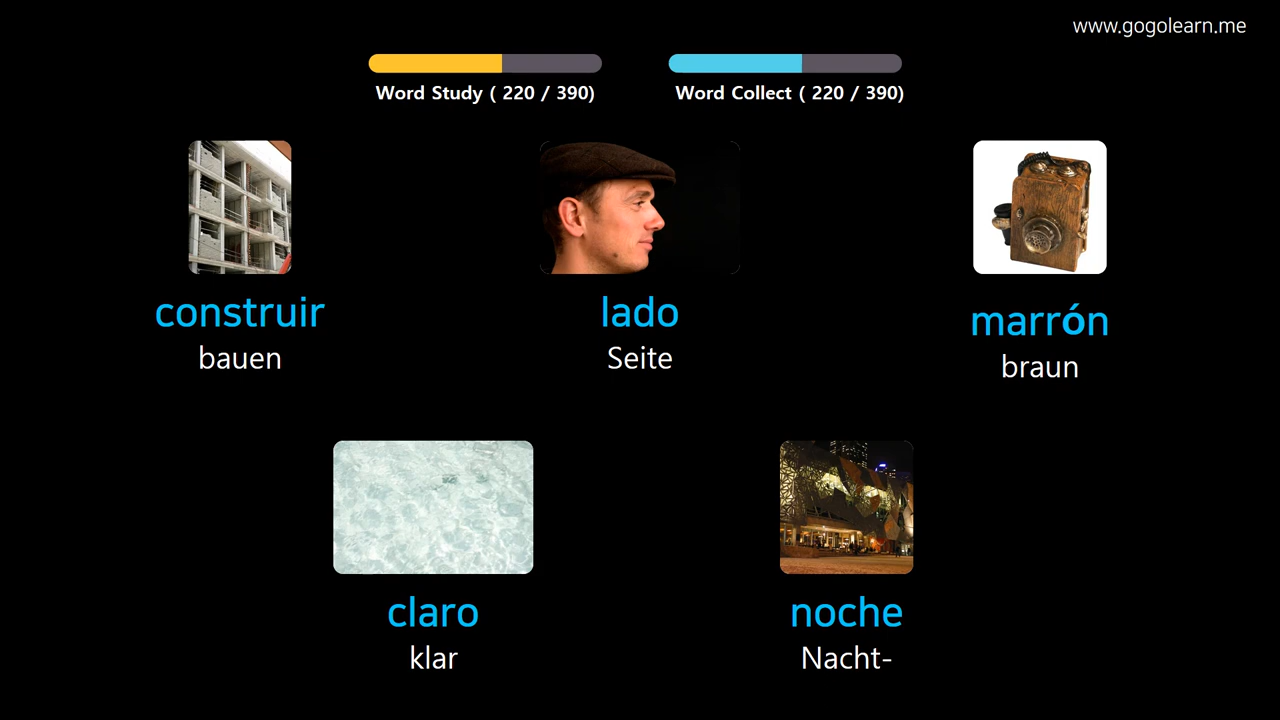 www.gogolearn.me
Word Study ( 220 / 390)
Word Collect ( 220 / 390)
construir
bauen
lado
Seite
marrón
braun
claro
klar
noche
Nacht-